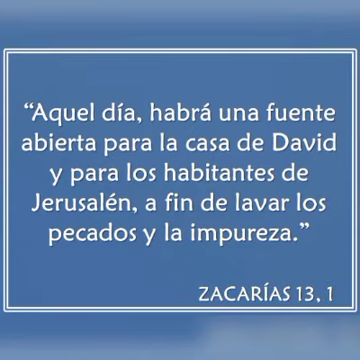 “Aquel día, habrá una fuente
abierta para la casa de David
y para los habitantes de
Jerusalén, a fin de lavar los
pecados y la impureza.”
ZACARÍAS 13, 1